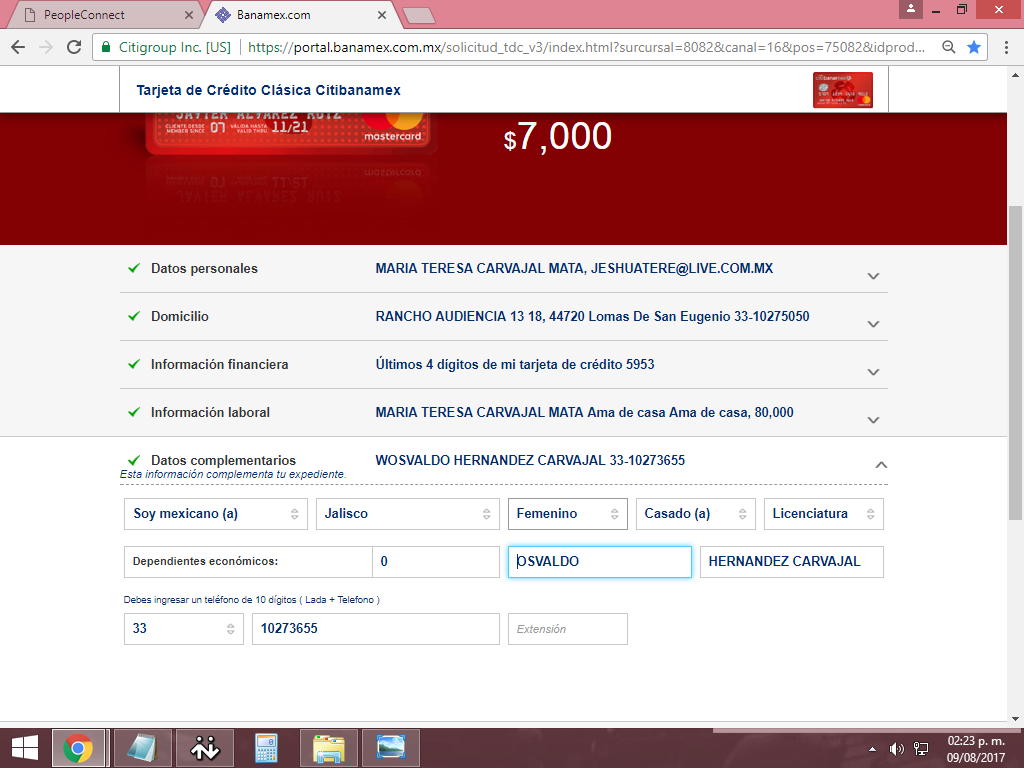 PeopleConnect
Banamex.com
Citigroup Inc. [US]
https://portal.banamex.com.mx/solicitud_tdc_v3/index.html?surcursal=8082&canal=16&pos=75082&idprod...
Tarjeta de Crédito Clásica Citibanamex
JAVIER ALVAREZ RUIZ
CLIENTE DESDE MEMBER SINCE 07 VÁLIDA HASTA VALID THRU 11/21
mastercard
$7,000
Datos personales
MARIA TERESA CARVAJAL MATA, JESHUATERE@LIVE.COM.MX
Domicilio
RANCHO AUDIENCIA 13 18, 44720 Lomas De San Eugenio 33-10275050
Información financiera
Últimos 4 dígitos de mi tarjeta de crédito 5953
Información laboral
MARIA TERESA CARVAJAL MATA Ama de casa Ama de casa, 80,000
Datos complementarios
WOSVALDO HERNANDEZ CARVAJAL 33-10273655
Esta información complementa tu expediente.
Soy mexicano (a)
Jalisco
Femenino
Casado (a)
Licenciatura
Dependientes económicos:
0
OSVALDO
HERNANDEZ CARVAJAL
Debes ingresar un teléfono de 10 dígitos ( Lada + Telefono )
33
10273655
Extensión
02:23 p. m.
09/08/2017